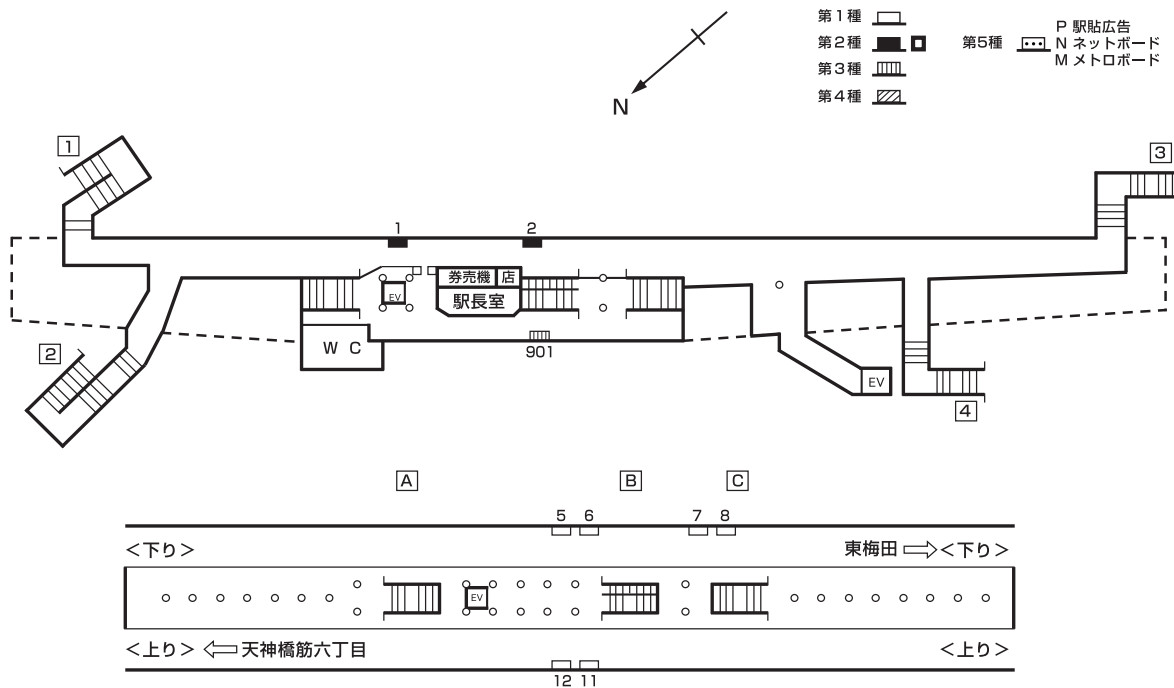 第1種
第2種
第3種
第4種
第5種
P 駅貼広告
N ネットボード
M メトロボード
N
1
2
3
4
1
2
EV
券売機
店
駅長室
W C
901
EV
A
B
C
5
6
7
8
<下り>
東梅田
<下り>
EV
<上り>
天神橋筋六丁目
<上り>
12
11